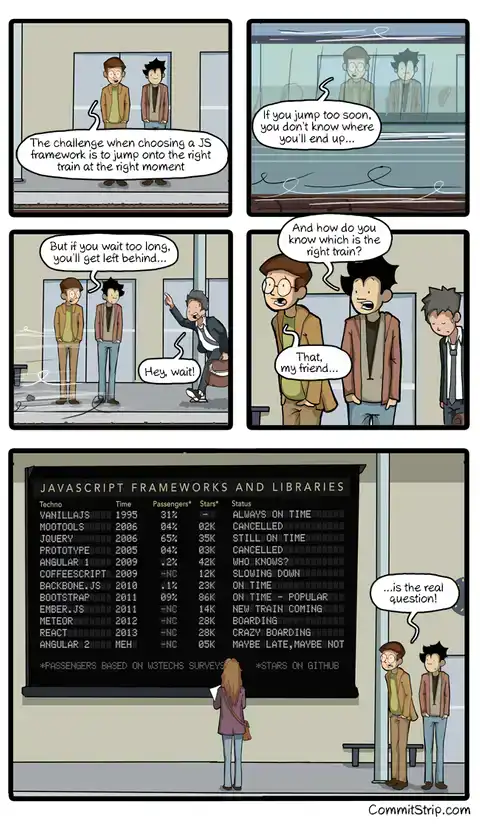 The challenge when choosing a JS
framework is to jump onto the right
train at the right moment
If you jump too soon,
you don't know where
you'll end up...
But if you wait too long,
you'll get left behind...
Hey, wait!
And how do you
know which is the
right train?
That,
my friend...
JAVASCRIPT FRAMEWORKS AND LIBRARIES
Techno Time Passengers* Stars* Status
VANILLAJS 1995 31% - ALWAYS ON TIME
MOOTOOLS 2006 04% 02K CANCELLED
JQUERY 2006 65% 35K STILL ON TIME
PROTOTYPE 2005 04% 03K CANCELLED
ANGULAR 1 2009 .2% 42K WHO KNOWS?
COFFEESCRIPT 2009 -NC 12K SLOWING DOWN
BACKBONE.JS 2010 .1% 23K ON TIME
BOOTSTRAP 2011 09% 86K ON TIME - POPULAR
EMBER.JS 2011 -NC 14K NEW TRAIN COMING
METEOR 2012 -NC 28K BOARDING
REACT 2013 -NC 28K CRAZY BOARDING
ANGULAR 2 MEH -NC 05K MAYBE LATE,MAYBE NOT
*PASSENGERS BASED ON W3TECHS SURVEYS *STARS ON GITHUB
...is the real
question!
CommitStrip.com